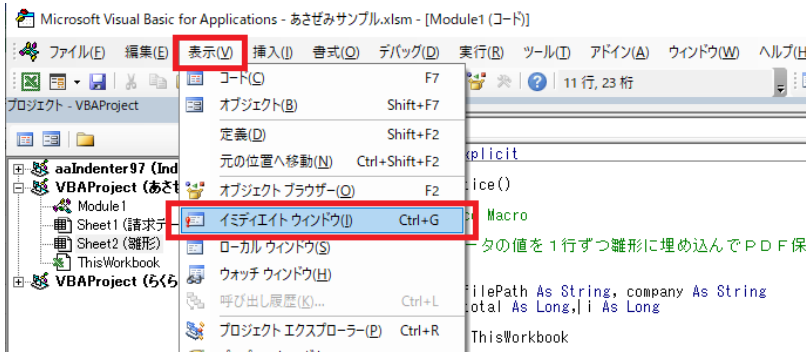 Microsoft Visual Basic for Applications - あさぜみサンプル.xlsm - [Module1 (コード)]
ファイル(F) 編集(E) 表示(V) 挿入(I) 書式(O) デバッグ(D) 実行(R) ツール(T) アドイン(A) ウィンドウ(W) ヘルプ(H
11 行, 23 桁
プロジェクト - VBAProject
aaIndenter97 (Ind
VBAProject (あさせ
Module1
Sheet1 (請求デー
Sheet2 (雛形)
ThisWorkbook
VBAProject (らくら
コード(C) F7
オブジェクト(B) Shift+F7
定義(D) Shift+F2
元の位置へ移動(N) Ctrl+Shift+F2
オブジェクト ブラウザー(O) F2
イミディエイト ウィンドウ(I) Ctrl+G
ローカル ウィンドウ(S)
ウォッチ ウィンドウ(H)
呼び出し履歴(K)... Ctrl+L
プロジェクト エクスプローラー(P) Ctrl+R
xplicit
ice()
Macro
ータの値を1行ずつ雛形に埋め込んでPDF保
filePath As String, company As String
total As Long, i As Long
ThisWorkbook